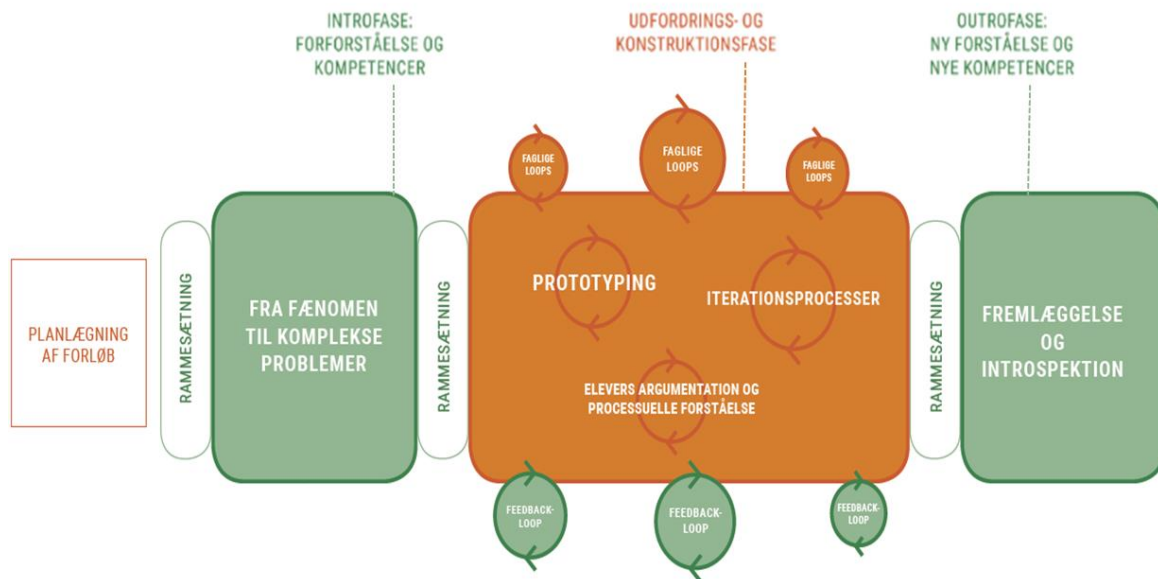 INTROFASE:
FORFORSTÅELSE OG
KOMPETENCER
UDFORDRINGS- OG
KONSTRUKTIONSFASE
OUTROFASE:
NY FORSTÅELSE OG
NYE KOMPETENCER
PLANLÆGNING
AF FORLØB
RAMMESÆTNING
FRA FÆNOMEN
TIL KOMPLEKSE
PROBLEMER
RAMMESÆTNING
FAGLIGE
LOOPS
FAGLIGE
LOOPS
FAGLIGE
LOOPS
PROTOTYPING
ITERATIONSPROCESSER
ELEVERS ARGUMENTATION OG
PROCESSUELLE FORSTÅELSE
FEEDBACK-
LOOP
FEEDBACK-
LOOP
FEEDBACK-
LOOP
RAMMESÆTNING
FREMLÆGGELSE
OG
INTROSPEKTION